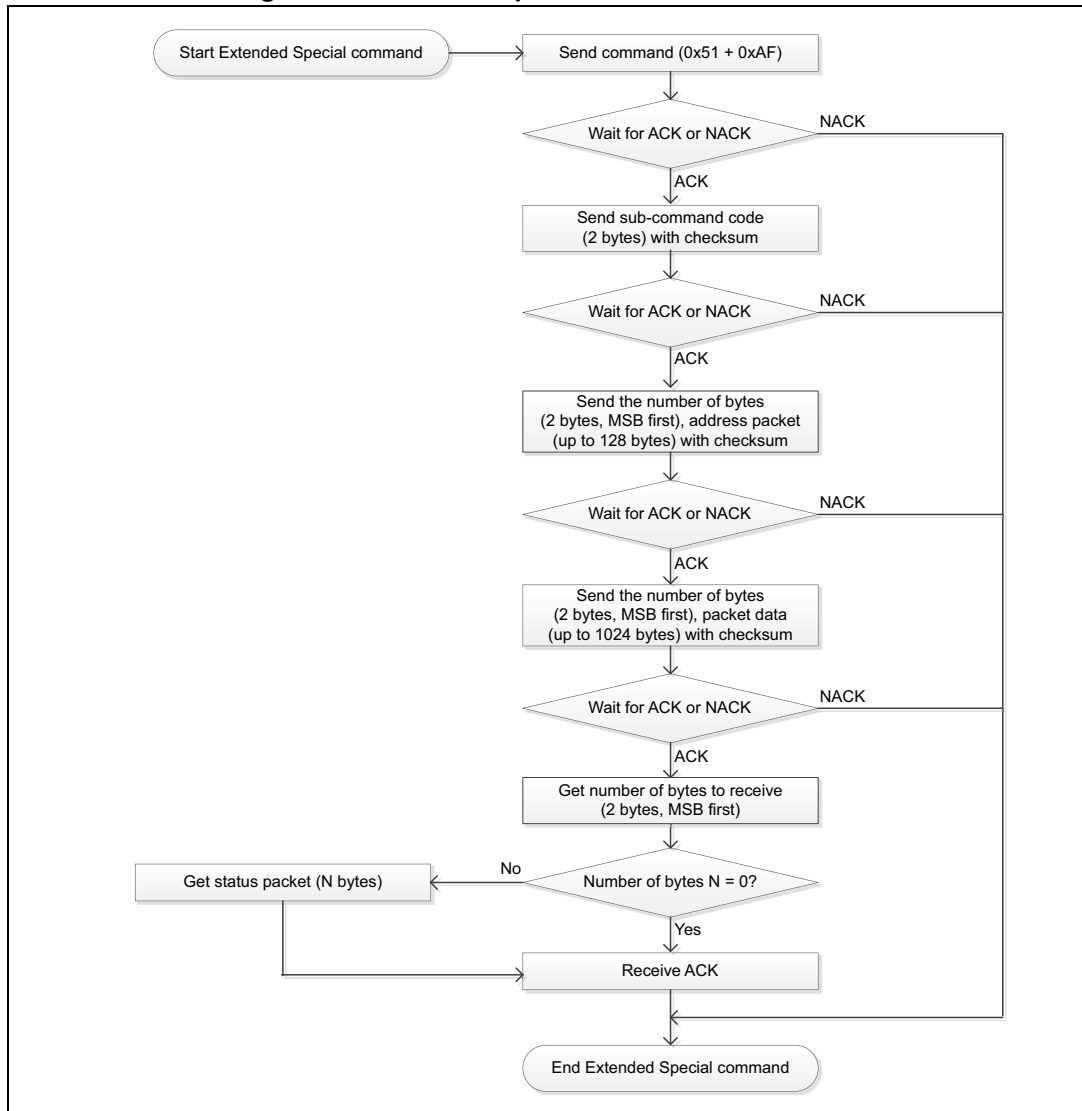 Start Extended Special command
Send command (0x51 + 0xAF)
Wait for ACK or NACK
NACK
ACK
Send sub-command code
(2 bytes) with checksum
Wait for ACK or NACK
NACK
ACK
Send the number of bytes
(2 bytes, MSB first), address packet
(up to 128 bytes) with checksum
Wait for ACK or NACK
NACK
ACK
Send the number of bytes
(2 bytes, MSB first), packet data
(up to 1024 bytes) with checksum
Wait for ACK or NACK
NACK
ACK
Get number of bytes to receive
(2 bytes, MSB first)
Get status packet (N bytes)
No
Number of bytes N = 0?
Yes
Receive ACK
End Extended Special command